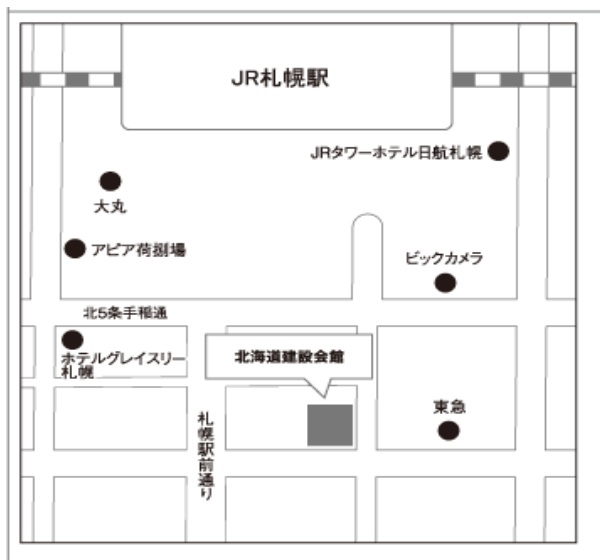 JR札幌駅
JRタワーホテル日航札幌
大丸
アピア荷捌場
ビックカメラ
北5条手稲通
ホテルグレイスリー
札幌
北海道建設会館
東急
札幌駅前通り